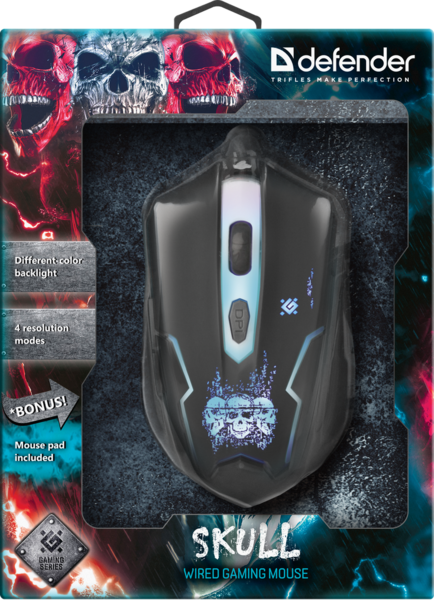 defender
TRIFLES MAKE PERFECTION
Different-color
backlight
4 resolution
modes
*BONUS!
Mouse pad
included
DPI
GAMING
SERIES
SKULL
WIRED GAMING MOUSE